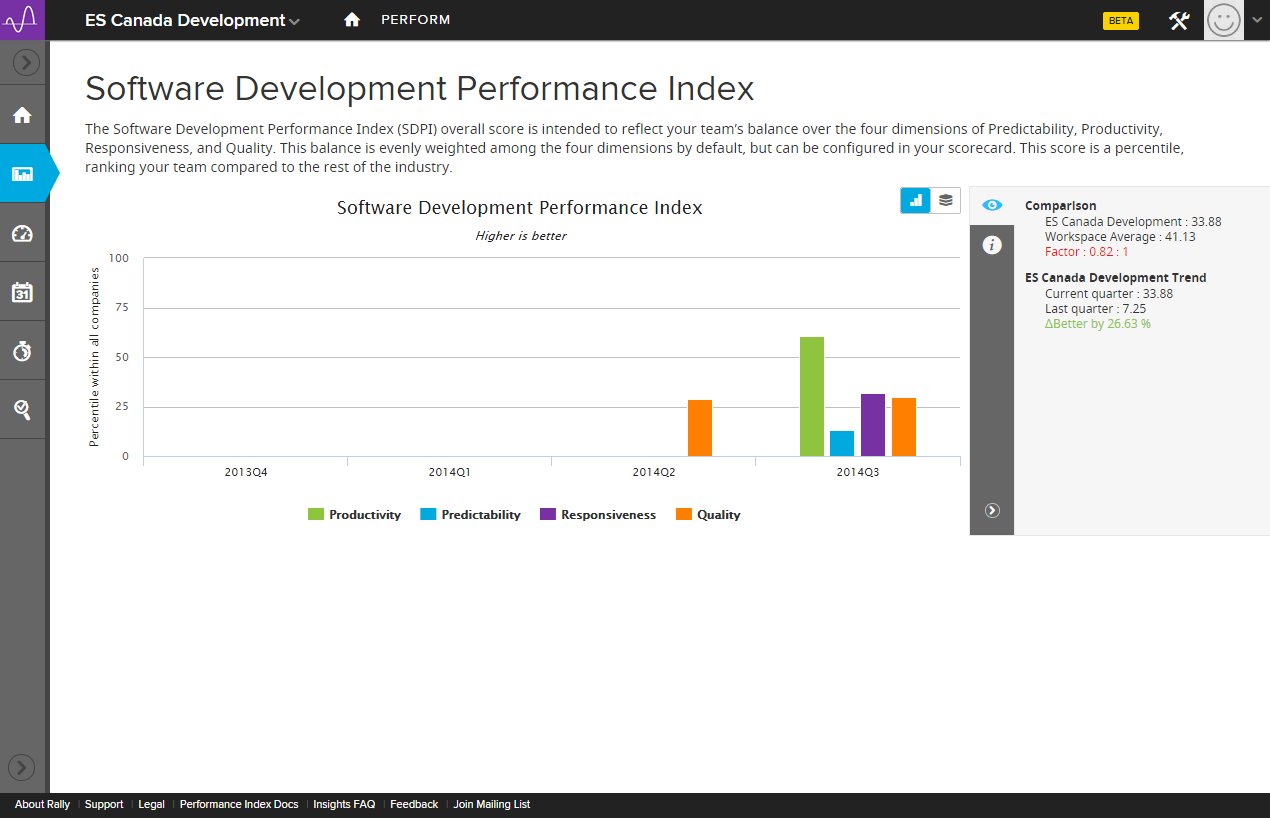 ES Canada Development
PERFORM
BETA
Software Development Performance Index
The Software Development Performance Index (SDPI) overall score is intended to reflect your team's balance over the four dimensions of Predictability, Productivity,
Responsiveness, and Quality. This balance is evenly weighted among the four dimensions by default, but can be configured in your scorecard. This score is a percentile,
ranking your team compared to the rest of the industry.
Software Development Performance Index
Higher is better
Percentile within all companies
100
75
50
25
0
2013Q4
2014Q1
2014Q2
2014Q3
Productivity
Predictability
Responsiveness
Quality
Comparison
ES Canada Development : 33.88
Workspace Average : 41.13
Factor : 0.82 : 1
ES Canada Development Trend
Current quarter : 33.88
Last quarter : 7.25
ΔBetter by 26.63 %
31
i
About Rally | Support | Legal | Performance Index Docs | Insights FAQ | Feedback | Join Mailing List